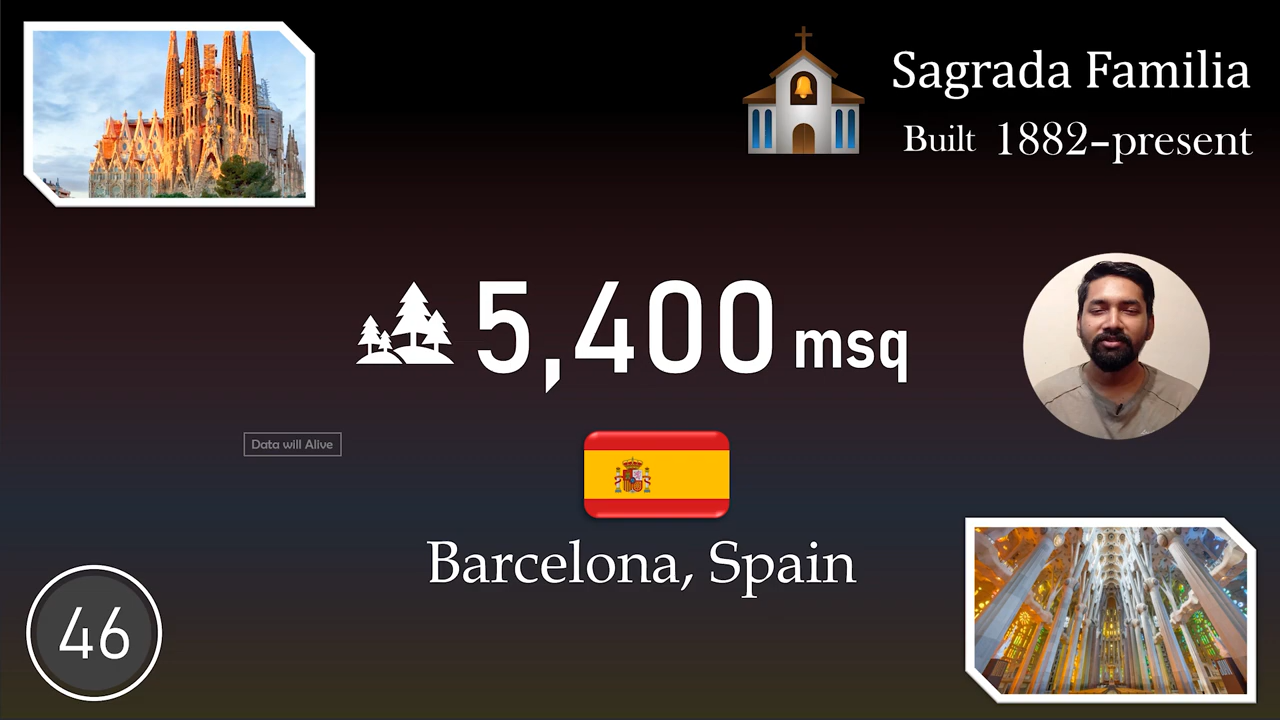 Sagrada Familia
Built 1882-present
5,400 msq
Data will Alive
Barcelona, Spain
46